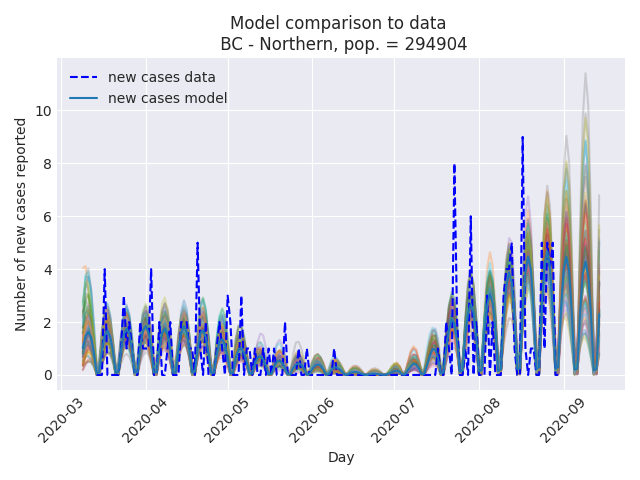 Model comparison to data
BC - Northern, pop. = 294904
new cases data
new cases model
Number of new cases reported
10
8
6
4
2
0
2020-03
2020-04
2020-05
2020-06
2020-07
2020-08
2020-09
Day